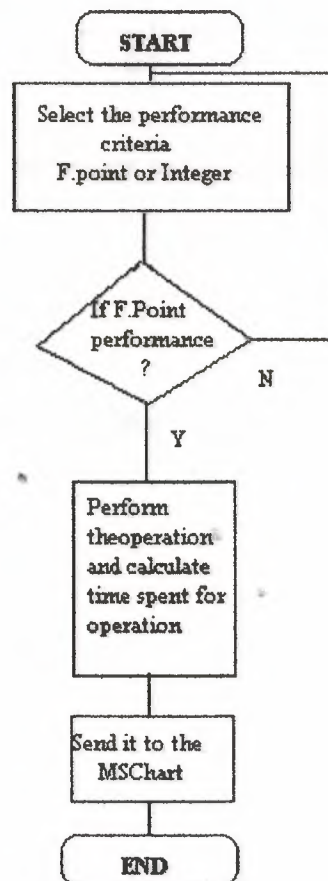 START
Select the performance
criteria
F.point or Integer
If F.Point
performance
?
N
Y
Perform
theoperation
and calculate
time spent for
operation
Send it to the
MSChart
END